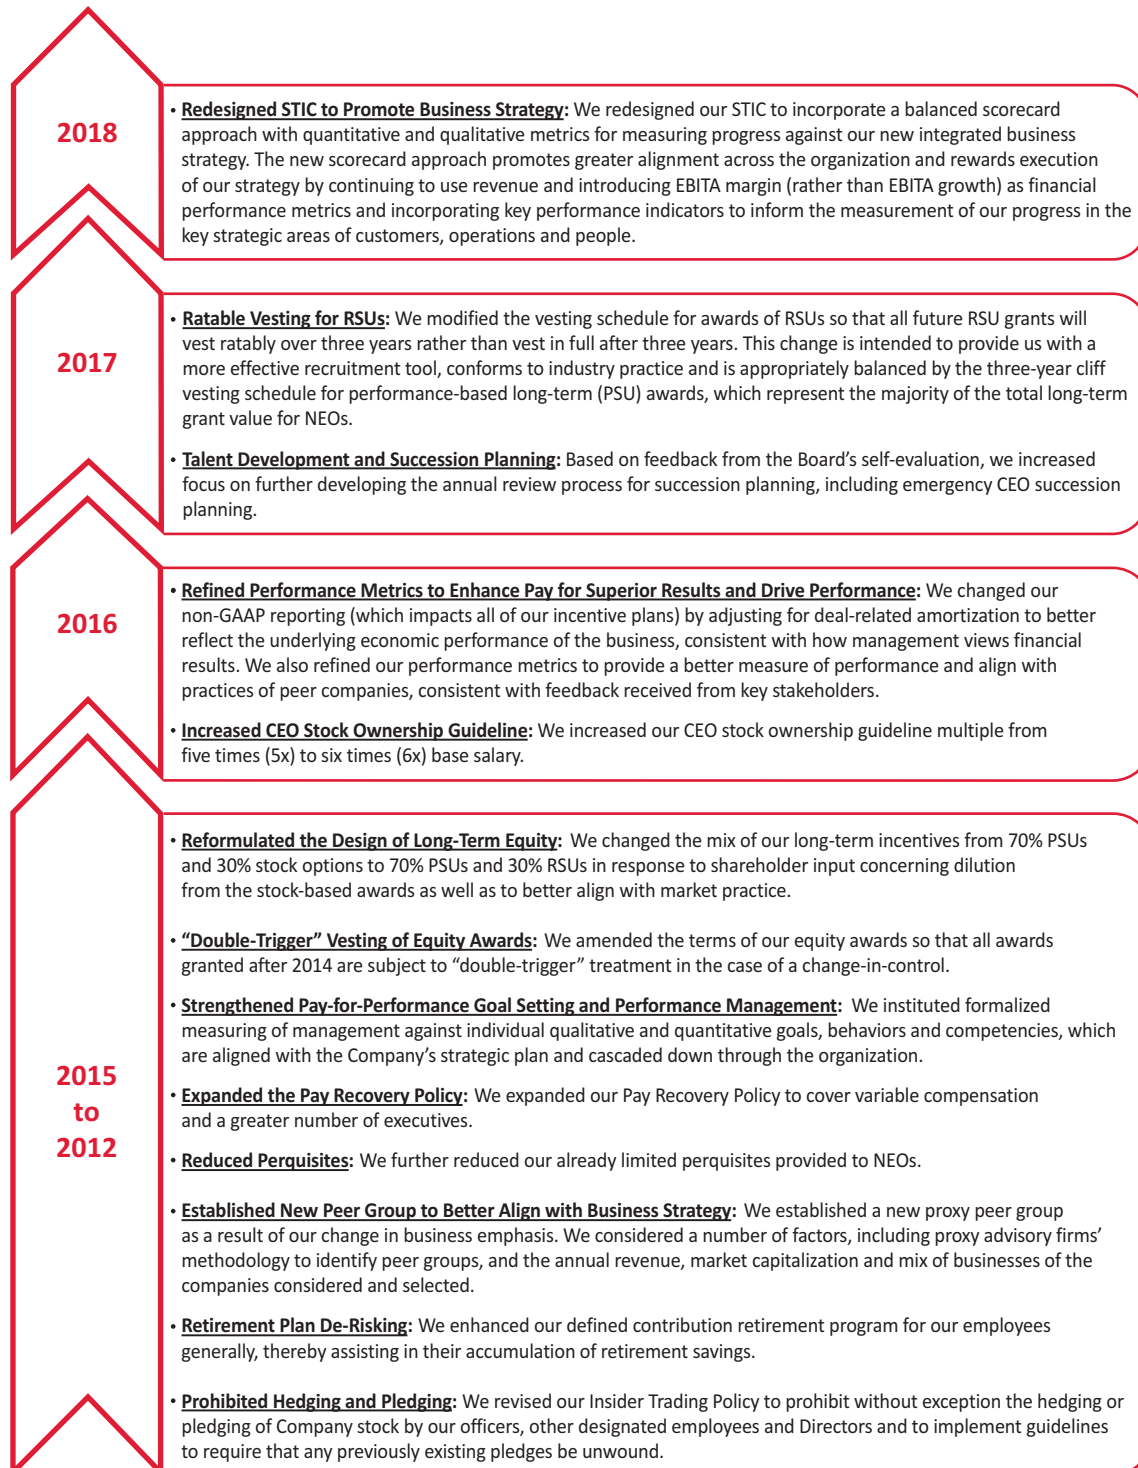 2018
• Redesigned STIC to Promote Business Strategy: We redesigned our STIC to incorporate a balanced scorecard
approach with quantitative and qualitative metrics for measuring progress against our new integrated business
strategy. The new scorecard approach promotes greater alignment across the organization and rewards execution
of our strategy by continuing to use revenue and introducing EBITA margin (rather than EBITA growth) as financial
performance metrics and incorporating key performance indicators to inform the measurement of our progress in the
key strategic areas of customers, operations and people.
2017
• Ratable Vesting for RSUs: We modified the vesting schedule for awards of RSUs so that all future RSU grants will
vest ratably over three years rather than vest in full after three years. This change is intended to provide us with a
more effective recruitment tool, conforms to industry practice and is appropriately balanced by the three-year cliff
vesting schedule for performance-based long-term (PSU) awards, which represent the majority of the total long-term
grant value for NEOs.
• Talent Development and Succession Planning: Based on feedback from the Board's self-evaluation, we increased
focus on further developing the annual review process for succession planning, including emergency CEO succession
planning.
2016
• Refined Performance Metrics to Enhance Pay for Superior Results and Drive Performance: We changed our
non-GAAP reporting (which impacts all of our incentive plans) by adjusting for deal-related amortization to better
reflect the underlying economic performance of the business, consistent with how management views financial
results. We also refined our performance metrics to provide a better measure of performance and align with
practices of peer companies, consistent with feedback received from key stakeholders.
• Increased CEO Stock Ownership Guideline: We increased our CEO stock ownership guideline multiple from
five times (5x) to six times (6x) base salary.
2015
to
2012
• Reformulated the Design of Long-Term Equity: We changed the mix of our long-term incentives from 70% PSUs
and 30% stock options to 70% PSUs and 30% RSUs in response to shareholder input concerning dilution
from the stock-based awards as well as to better align with market practice.
• “Double-Trigger” Vesting of Equity Awards: We amended the terms of our equity awards so that all awards
granted after 2014 are subject to “double-trigger” treatment in the case of a change-in-control.
• Strengthened Pay-for-Performance Goal Setting and Performance Management: We instituted formalized
measuring of management against individual qualitative and quantitative goals, behaviors and competencies, which
are aligned with the Company's strategic plan and cascaded down through the organization.
• Expanded the Pay Recovery Policy: We expanded our Pay Recovery Policy to cover variable compensation
and a greater number of executives.
• Reduced Perquisites: We further reduced our already limited perquisites provided to NEOs.
• Established New Peer Group to Better Align with Business Strategy: We established a new proxy peer group
as a result of our change in business emphasis. We considered a number of factors, including proxy advisory firms'
methodology to identify peer groups, and the annual revenue, market capitalization and mix of businesses of the
companies considered and selected.
• Retirement Plan De-Risking: We enhanced our defined contribution retirement program for our employees
generally, thereby assisting in their accumulation of retirement savings.
• Prohibited Hedging and Pledging: We revised our Insider Trading Policy to prohibit without exception the hedging or
pledging of Company stock by our officers, other designated employees and Directors and to implement guidelines
to require that any previously existing pledges be unwound.